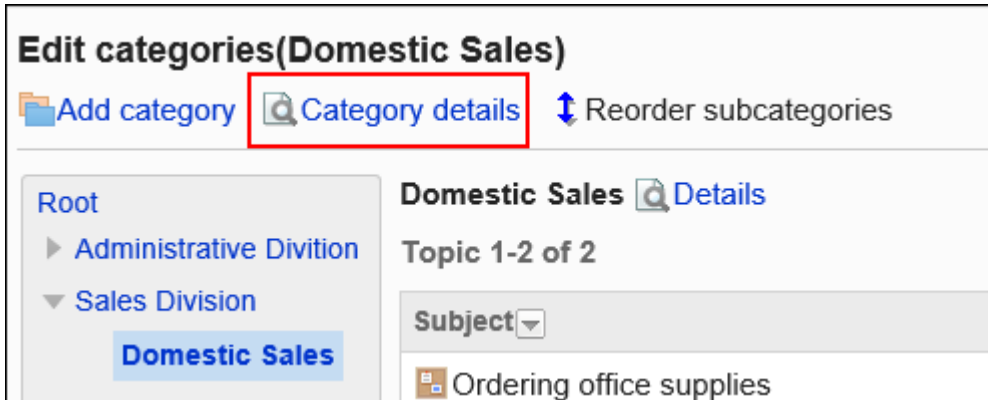 Edit categories(Domestic Sales)
Add category Category details Reorder subcategories
Root
Administrative Divition
Sales Division
Domestic Sales
Domestic Sales Details
Topic 1-2 of 2
Subject
Ordering office supplies